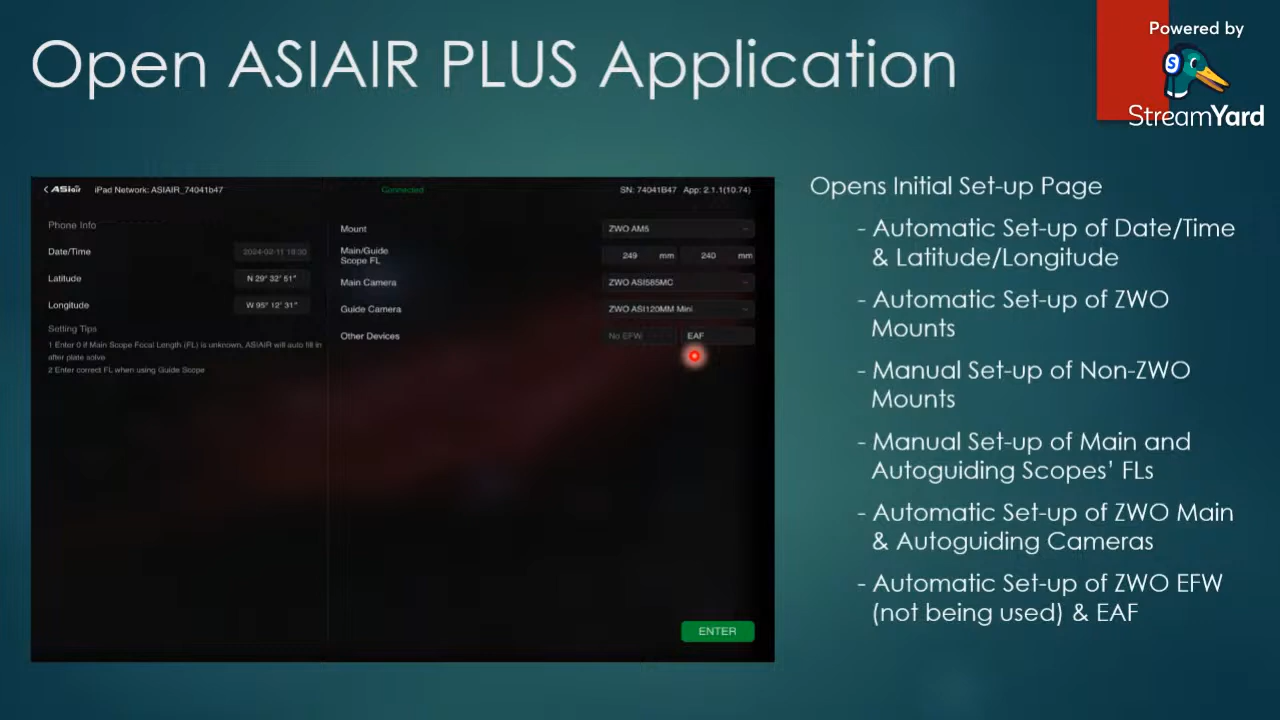 Open ASIAIR PLUS Application
Powered by
S
StreamYard
ASIair
iPad Network: ASIAIR_74041b47
Connected
SN: 74041B47 App: 2.1.1(10.74)
Phone Info
Date/Time 2024-02-11 18:30
Latitude N 29° 32' 51"
Longitude W 95° 12' 31"
Setting Tips
1 Enter 0 if Main Scope Focal Length (FL) is unknown, ASIAIR will auto fill in
after plate solve
2 Enter correct FL when using Guide Scope
Mount ZWO AM5
Main/Guide
Scope FL 249 mm 240 mm
Main Camera ZWO ASI585MC
Guide Camera ZWO ASI120MM Mini
Other Devices No EFW EAF
ENTER
Opens Initial Set-up Page
- Automatic Set-up of Date/Time
& Latitude/Longitude
- Automatic Set-up of ZWO
Mounts
- Manual Set-up of Non-ZWO
Mounts
- Manual Set-up of Main and
Autoguiding Scopes' FLs
- Automatic Set-up of ZWO Main
& Autoguiding Cameras
- Automatic Set-up of ZWO EFW
(not being used) & EAF